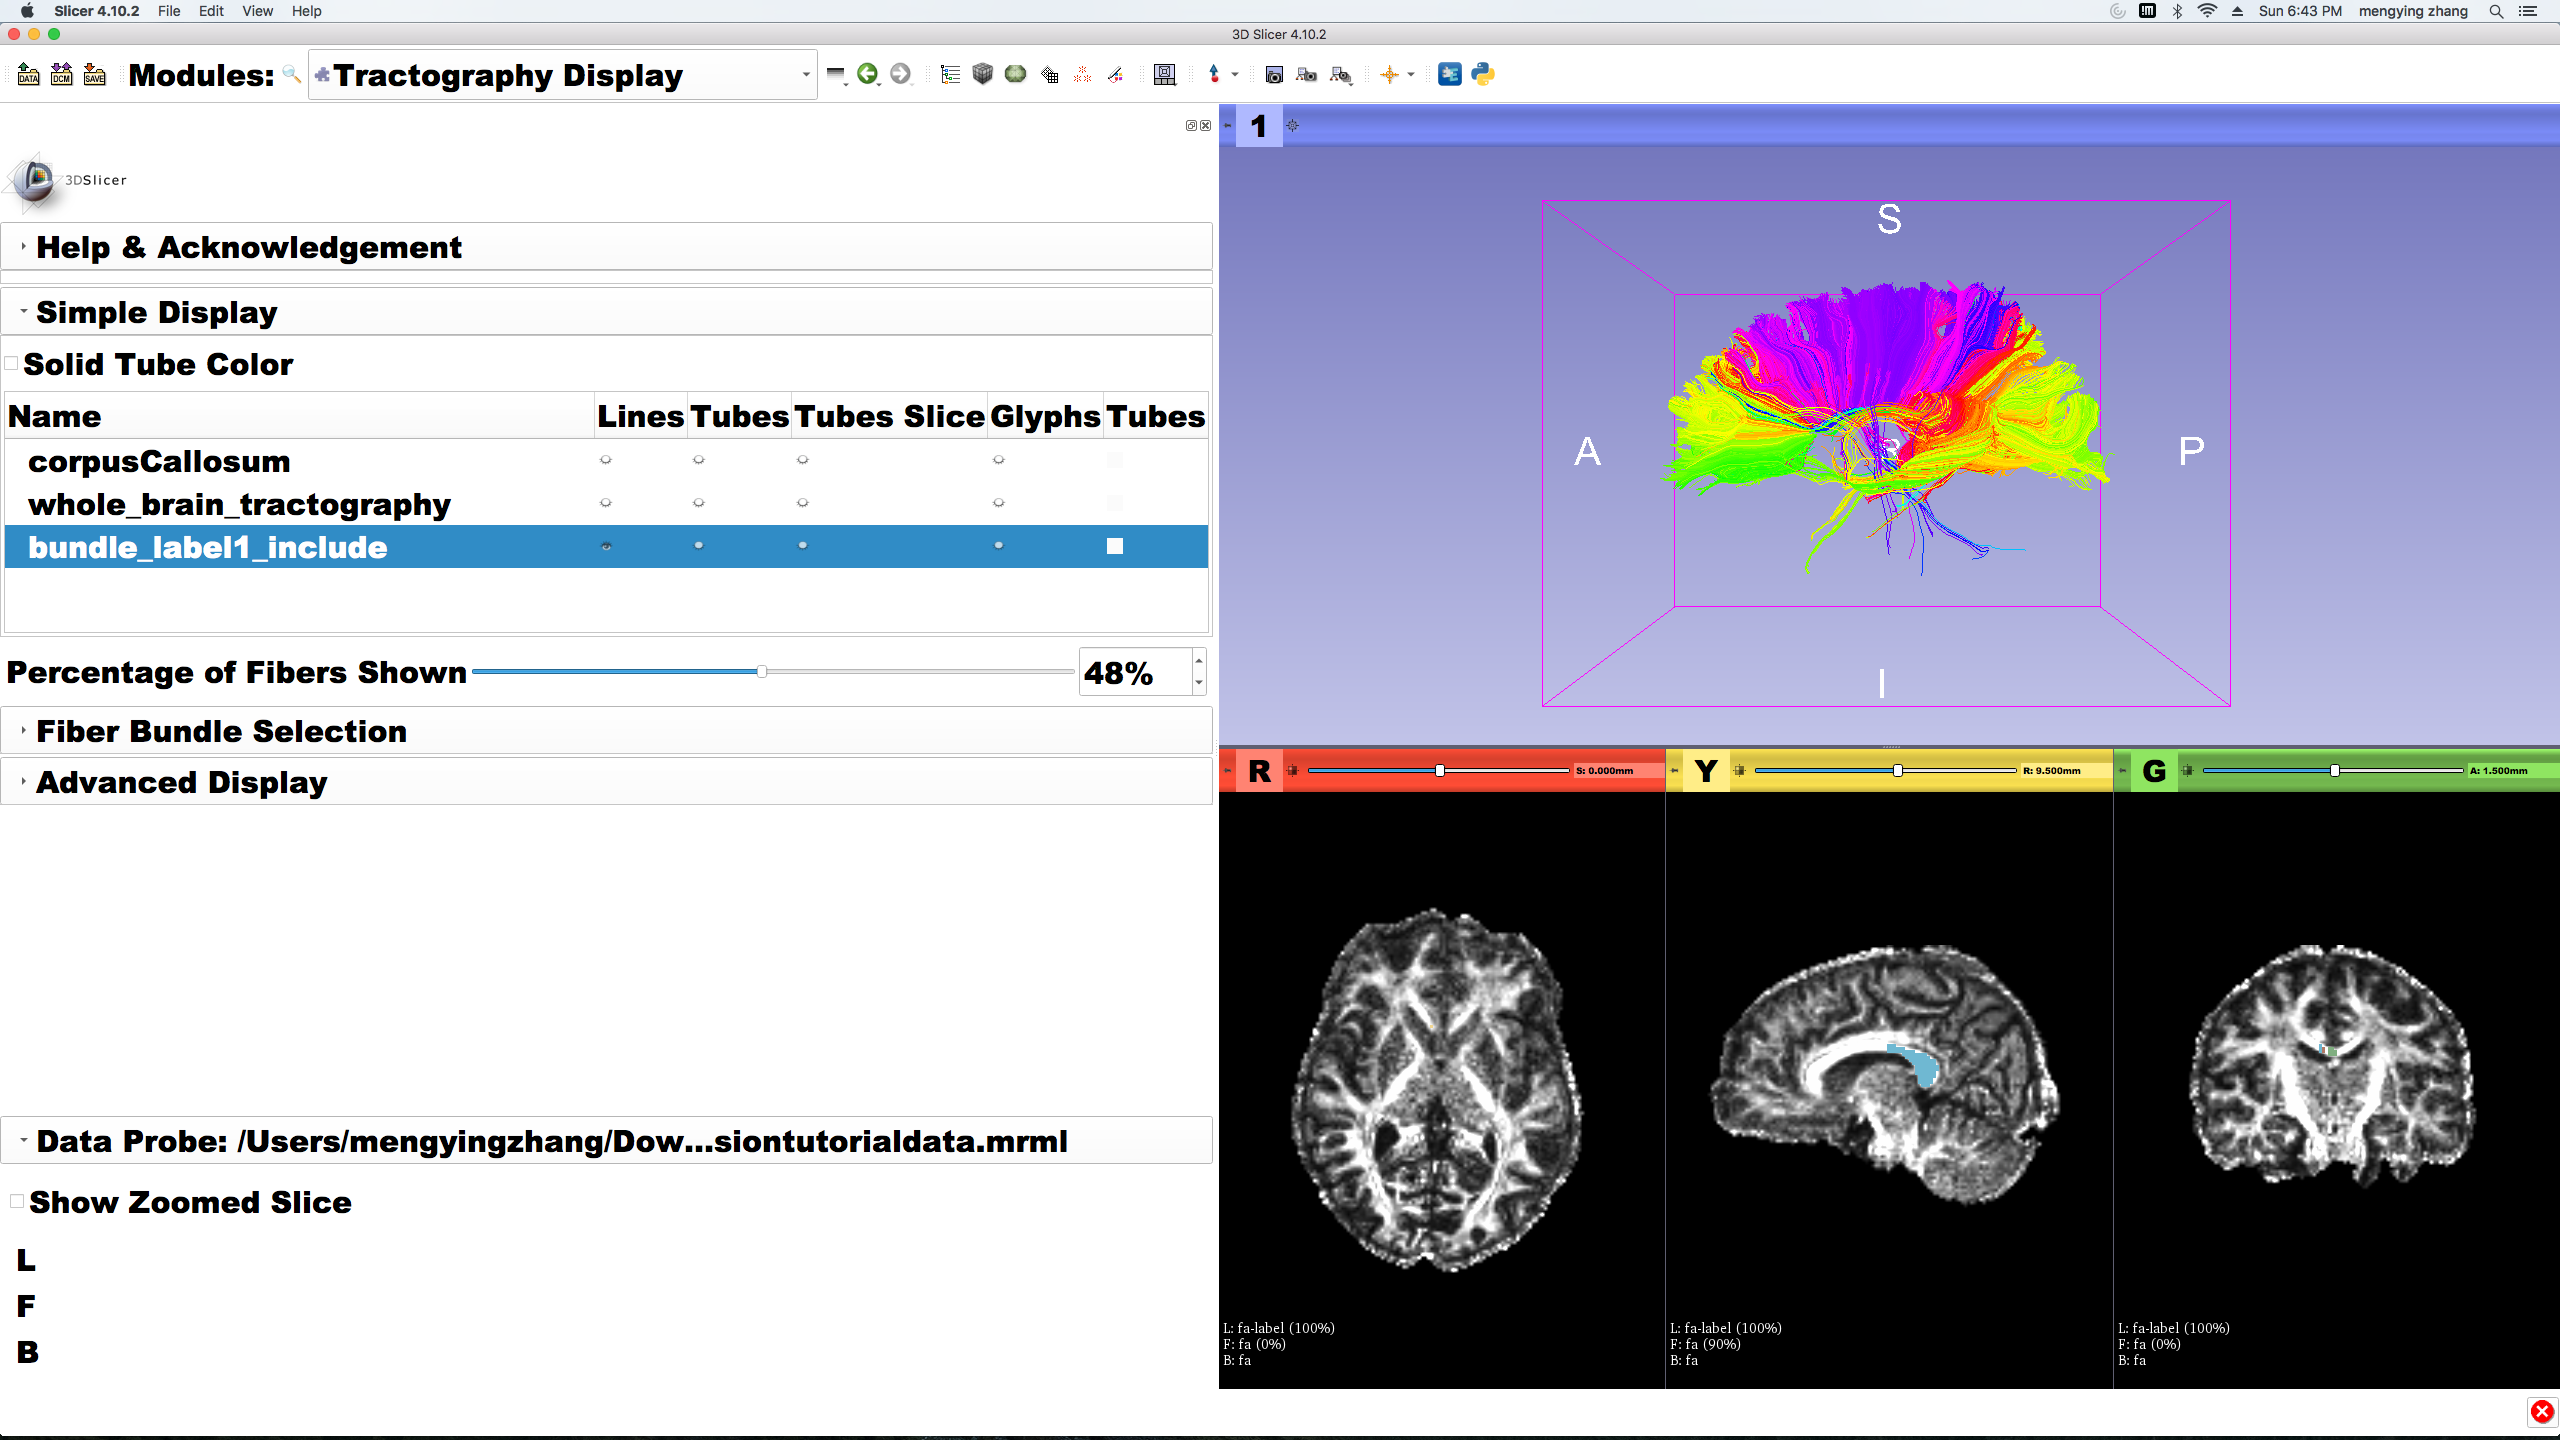 Slicer 4.10.2 File Edit View Help Sun 6:43 PM mengying zhang
3D Slicer 4.10.2
DATA DCM SAVE Modules: Tractography Display
1
3DSlicer
Help & Acknowledgement
Simple Display
Solid Tube Color
Name Lines Tubes Tubes Slice Glyphs Tubes
corpusCallosum
whole_brain_tractography
bundle_label1_include
Percentage of Fibers Shown 48%
Fiber Bundle Selection
Advanced Display
Data Probe: /Users/mengyingzhang/Dow...siontutorialdata.mrml
Show Zoomed Slice
L
F
B
S
A
P
I
R S: 0.000mm
Y R: 9.500mm
G A: 1.500mm
L: fa-label (100%)
F: fa (0%)
B: fa
L: fa-label (100%)
F: fa (90%)
B: fa
L: fa-label (100%)
F: fa (0%)
B: fa